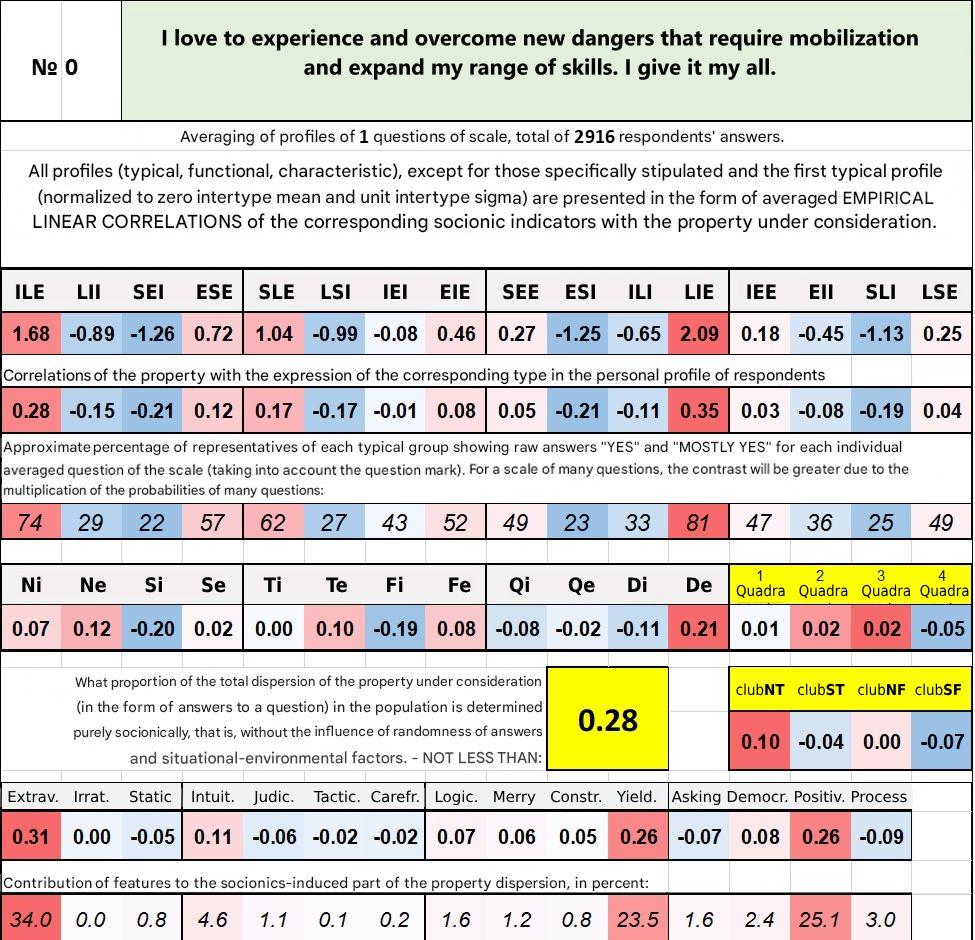 № 0
I love to experience and overcome new dangers that require mobilization
and expand my range of skills. I give it my all.
Averaging of profiles of 1 questions of scale, total of 2916 respondents' answers.
All profiles (typical, functional, characteristic), except for those specifically stipulated and the first typical profile
(normalized to zero intertype mean and unit intertype sigma) are presented in the form of averaged EMPIRICAL
LINEAR CORRELATIONS of the corresponding socionic indicators with the property under consideration.
ILE LII SEI ESE SLE LSI IEI EIE SEE ESI ILI LIE IEE EII SLI LSE
1.68 -0.89 -1.26 0.72 1.04 -0.99 -0.08 0.46 0.27 -1.25 -0.65 2.09 0.18 -0.45 -1.13 0.25
Correlations of the property with the expression of the corresponding type in the personal profile of respondents
0.28 -0.15 -0.21 0.12 0.17 -0.17 -0.01 0.08 0.05 -0.21 -0.11 0.35 0.03 -0.08 -0.19 0.04
Approximate percentage of representatives of each typical group showing raw answers "YES" and "MOSTLY YES" for each individual
averaged question of the scale (taking into account the question mark). For a scale of many questions, the contrast will be greater due to the
multiplication of the probabilities of many questions:
74 29 22 57 62 27 43 52 49 23 33 81 47 36 25 49
Ni Ne Si Se Ti Te Fi Fe Qi Qe Di De 1 Quadra 2 Quadra 3 Quadra 4 Quadra
0.07 0.12 -0.20 0.02 0.00 0.10 -0.19 0.08 -0.08 -0.02 -0.11 0.21 0.01 0.02 0.02 -0.05
What proportion of the total dispersion of the property under consideration
(in the form of answers to a question) in the population is determined
purely socionically, that is, without the influence of randomness of answers
and situational-environmental factors. - NOT LESS THAN:
0.28
clubNT clubST clubNF clubSF
0.10 -0.04 0.00 -0.07
Extrav. Irrat. Static Intuit. Judic. Tactic. Carefr. Logic. Merry Constr. Yield. Asking Democr. Positiv. Process
0.31 0.00 -0.05 0.11 -0.06 -0.02 -0.02 0.07 0.06 0.05 0.26 -0.07 0.08 0.26 -0.09
Contribution of features to the socionics-induced part of the property dispersion, in percent:
34.0 0.0 0.8 4.6 1.1 0.1 0.2 1.6 1.2 0.8 23.5 1.6 2.4 25.1 3.0